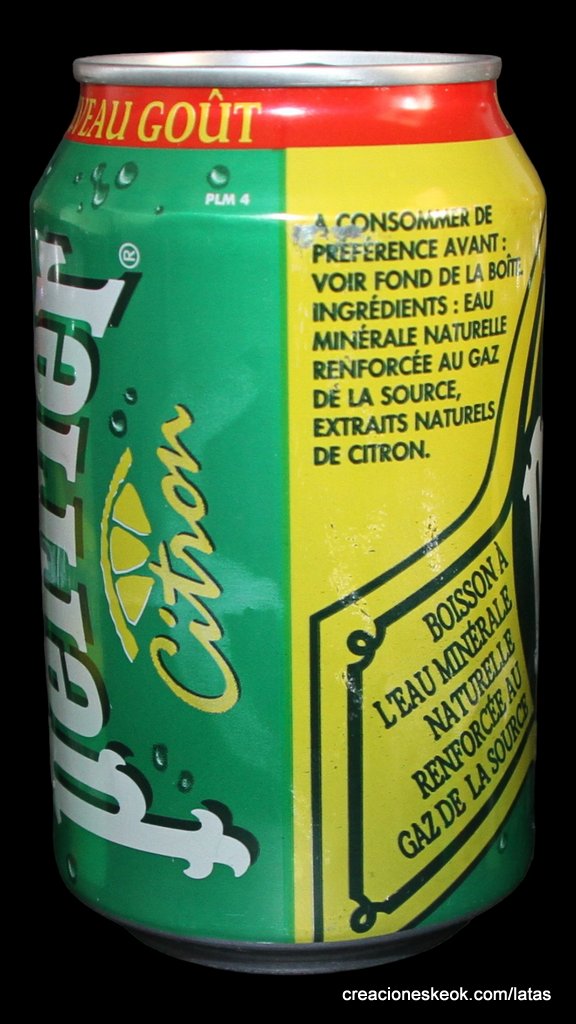 VEAU GOÛT
PLM 4
Perrier®
Citron
A CONSOMMER DE
PRÉFÉRENCE AVANT :
VOIR FOND DE LA BOÎTE
INGRÉDIENTS : EAU
MINÉRALE NATURELLE
RENFORCÉE AU GAZ
DE LA SOURCE,
EXTRAITS NATURELS
DE CITRON.
BOISSON À
L'EAU MINÉRALE
NATURELLE
RENFORCÉE AU
GAZ DE LA SOURCE
creacioneskeok.com/latas